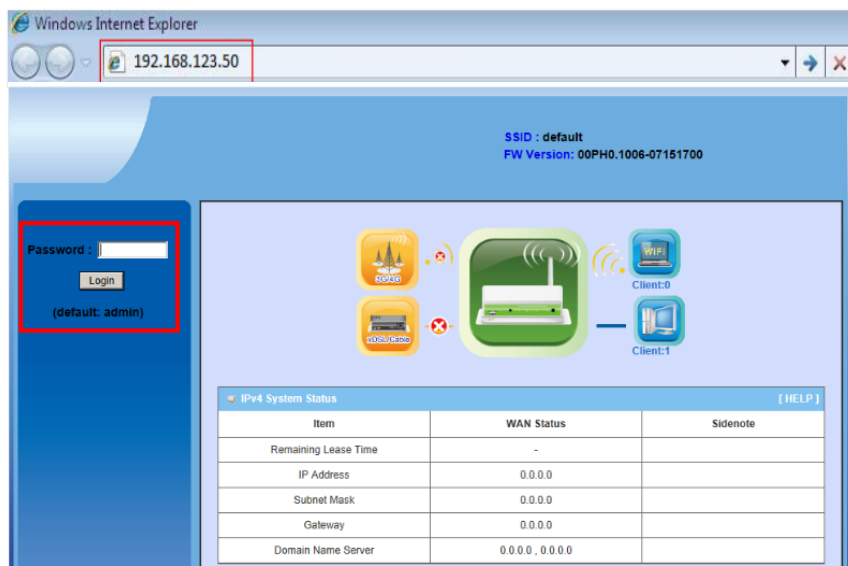 Windows Internet Explorer
192.168.123.50
SSID : default
FW Version: 00PH0.1006-07151700
Password :
Login
(default: admin)
3G/4G
WiFi
Client:0
xDSL/Cable
Client:1
IPv4 System Status [ HELP ]
Item WAN Status Sidenote
Remaining Lease Time -
IP Address 0.0.0.0
Subnet Mask 0.0.0.0
Gateway 0.0.0.0
Domain Name Server 0.0.0.0 , 0.0.0.0